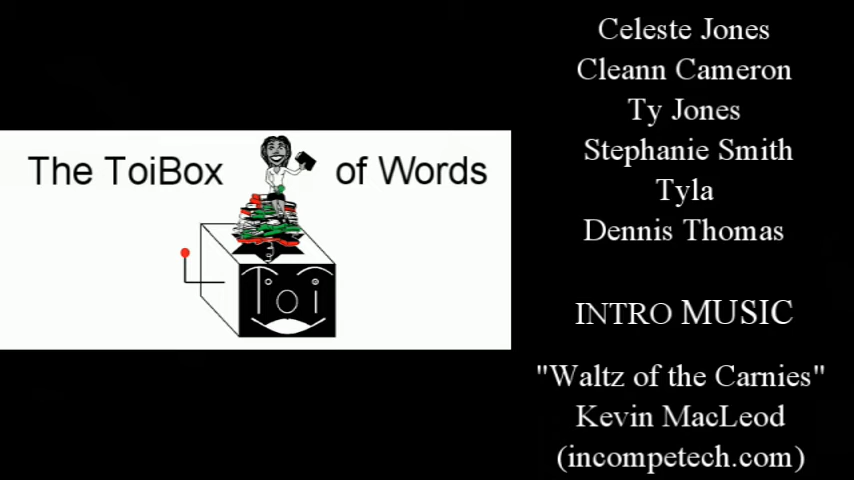 The ToiBox of Words
Toi
Celeste Jones
Cleann Cameron
Ty Jones
Stephanie Smith
Tyla
Dennis Thomas
INTRO MUSIC
"Waltz of the Carnies"
Kevin MacLeod
(incompetech.com)